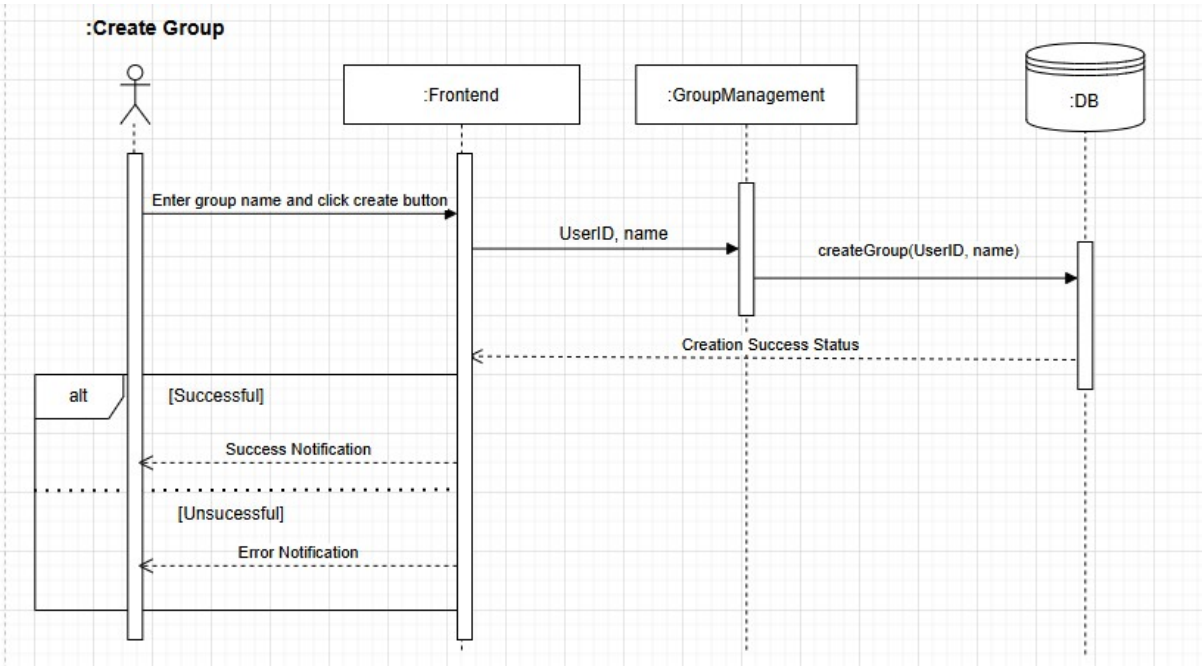 :Create Group
:Frontend
:GroupManagement
:DB
Enter group name and click create button
UserID, name
createGroup(UserID, name)
Creation Success Status
alt
[Successful]
Success Notification
[Unsucessful]
Error Notification